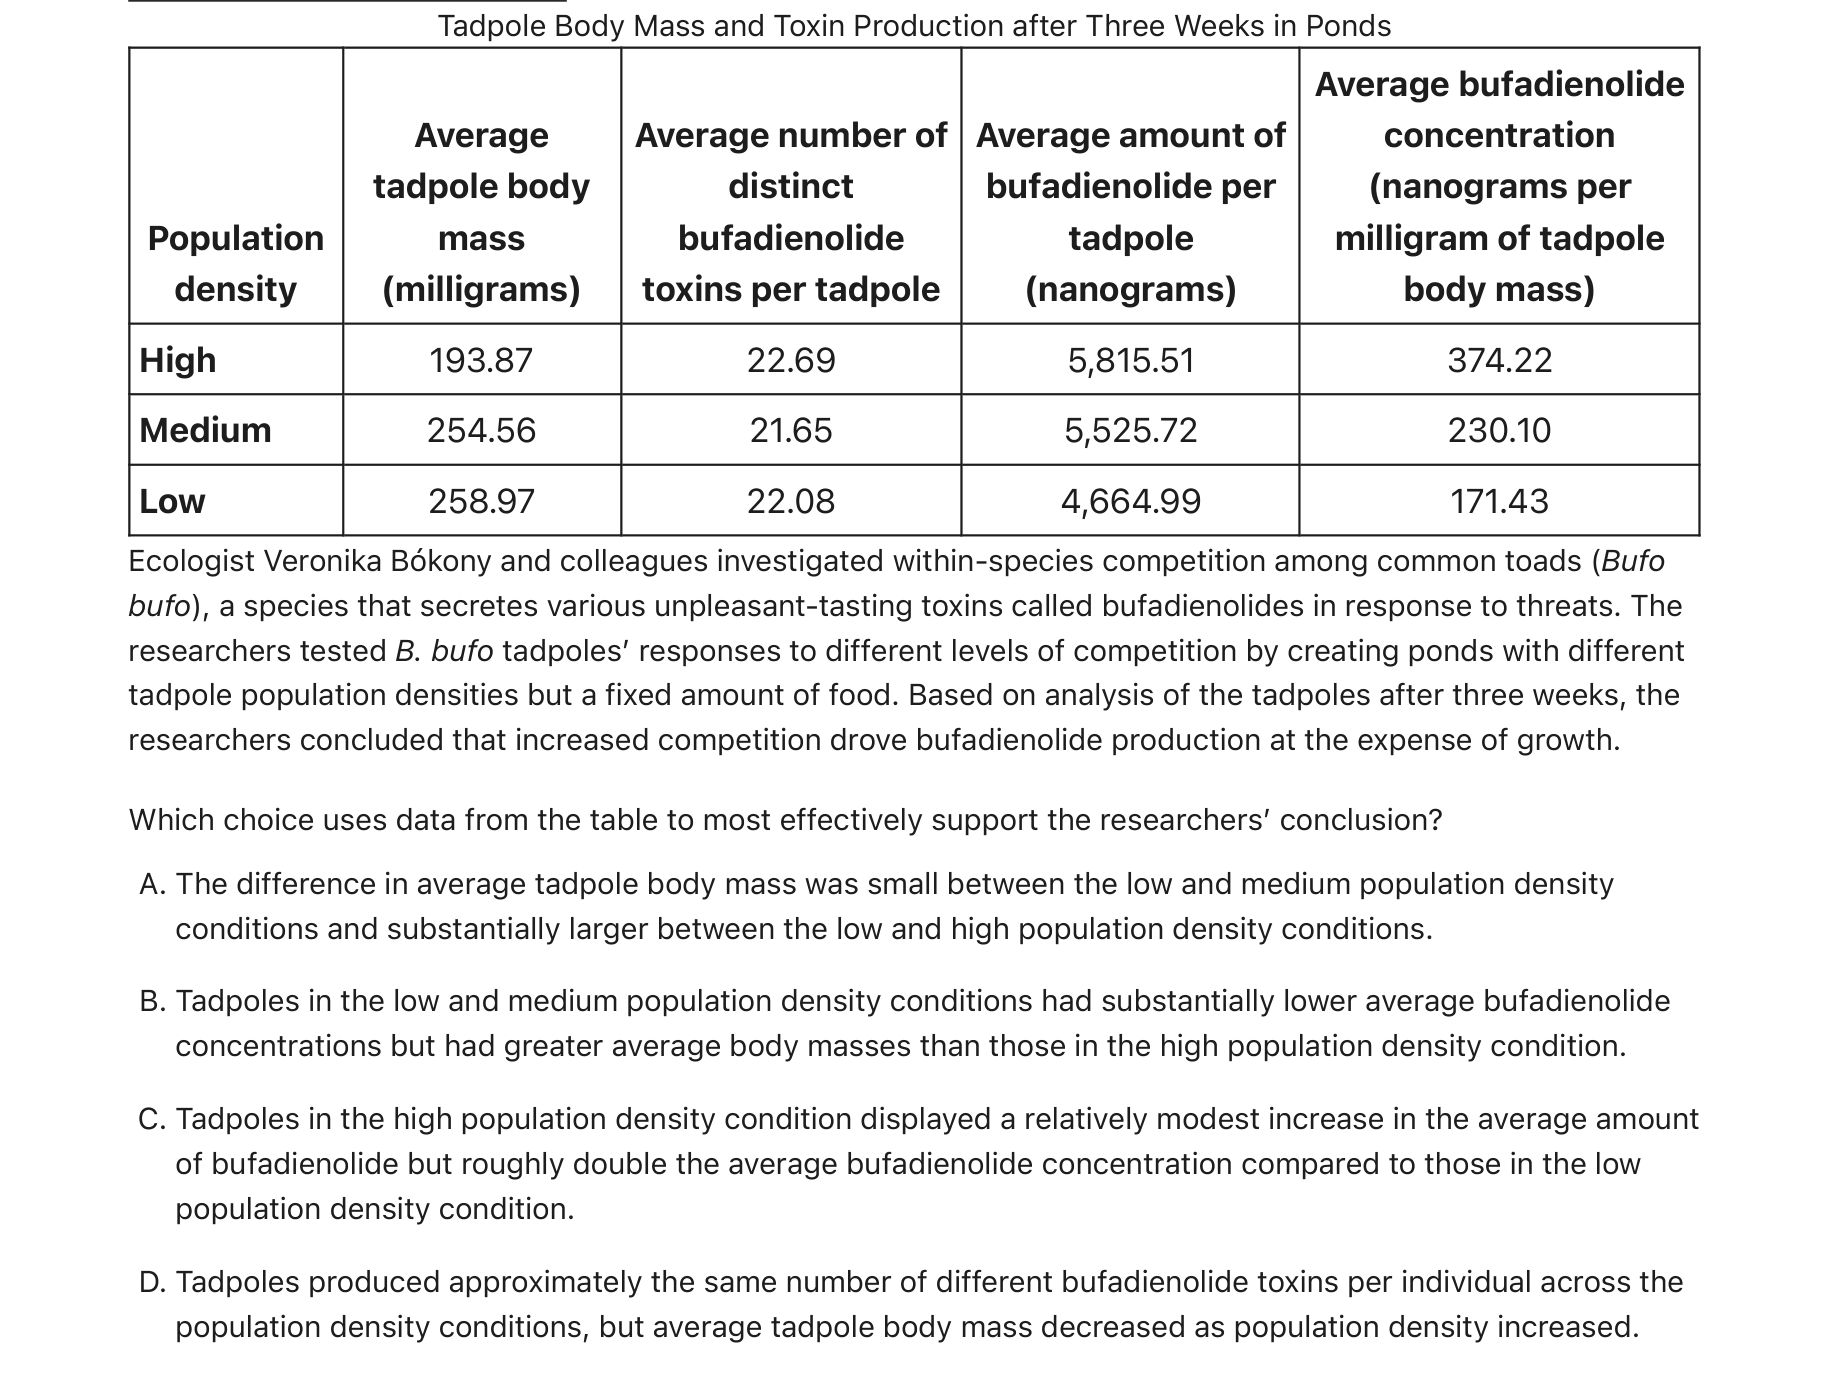 Tadpole Body Mass and Toxin Production after Three Weeks in Ponds
Population density
Average tadpole body mass (milligrams)
Average number of distinct bufadienolide toxins per tadpole
Average amount of bufadienolide per tadpole (nanograms)
Average bufadienolide concentration (nanograms per milligram of tadpole body mass)
High 193.87 22.69 5,815.51 374.22
Medium 254.56 21.65 5,525.72 230.10
Low 258.97 22.08 4,664.99 171.43
Ecologist Veronika Bókony and colleagues investigated within-species competition among common toads (Bufo
bufo), a species that secretes various unpleasant-tasting toxins called bufadienolides in response to threats. The
researchers tested B. bufo tadpoles’ responses to different levels of competition by creating ponds with different
tadpole population densities but a fixed amount of food. Based on analysis of the tadpoles after three weeks, the
researchers concluded that increased competition drove bufadienolide production at the expense of growth.
Which choice uses data from the table to most effectively support the researchers’ conclusion?
A. The difference in average tadpole body mass was small between the low and medium population density
conditions and substantially larger between the low and high population density conditions.
B. Tadpoles in the low and medium population density conditions had substantially lower average bufadienolide
concentrations but had greater average body masses than those in the high population density condition.
C. Tadpoles in the high population density condition displayed a relatively modest increase in the average amount
of bufadienolide but roughly double the average bufadienolide concentration compared to those in the low
population density condition.
D. Tadpoles produced approximately the same number of different bufadienolide toxins per individual across the
population density conditions, but average tadpole body mass decreased as population density increased.